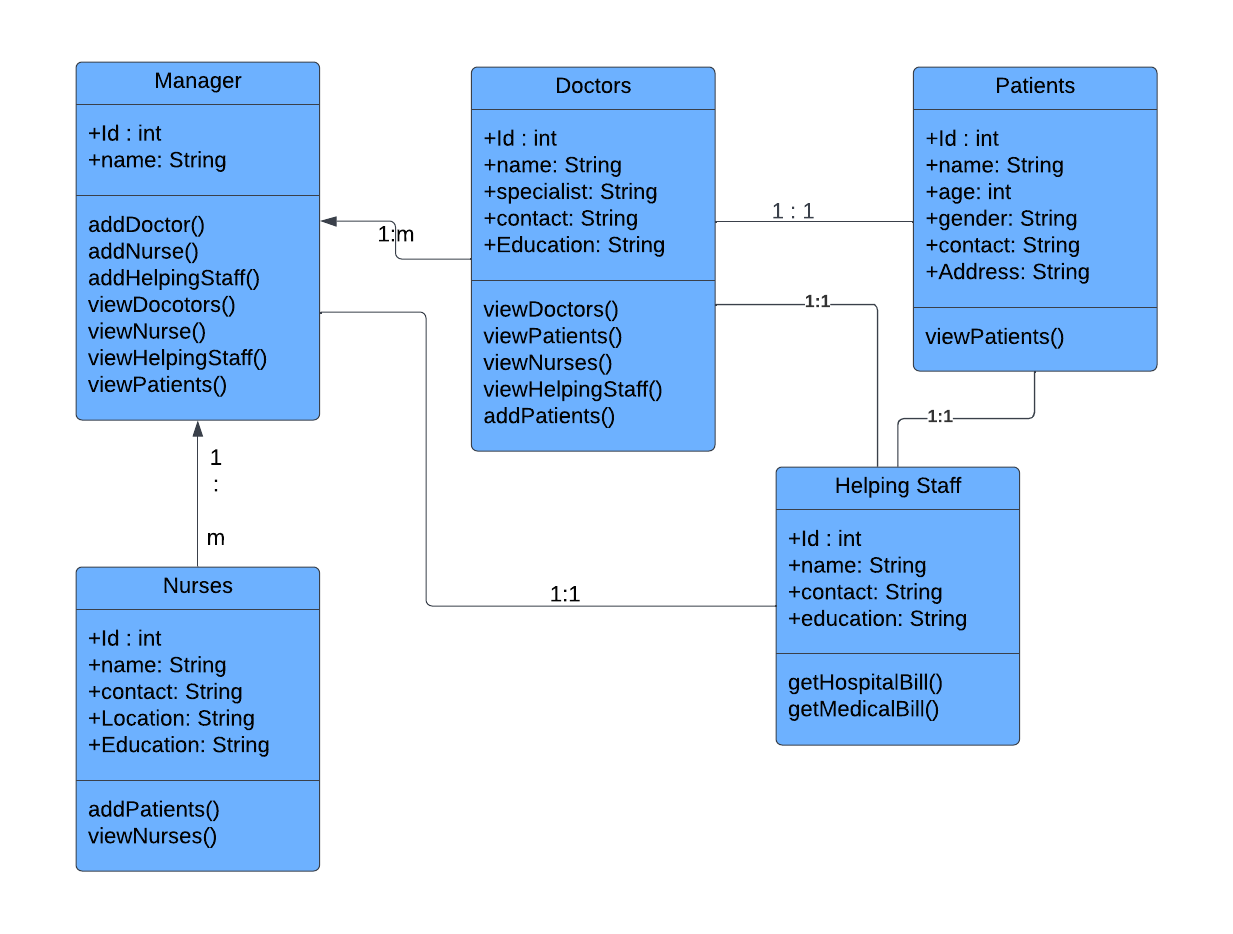 Manager
+Id : int
+name: String
addDoctor()
addNurse()
addHelpingStaff()
viewDocotors()
viewNurse()
viewHelpingStaff()
viewPatients()
1:m
Doctors
+Id : int
+name: String
+specialist: String
+contact: String
+Education: String
viewDoctors()
viewPatients()
viewNurses()
viewHelpingStaff()
addPatients()
1 : 1
Patients
+Id : int
+name: String
+age: int
+gender: String
+contact: String
+Address: String
viewPatients()
1:1
1:1
1
:
m
Nurses
+Id : int
+name: String
+contact: String
+Location: String
+Education: String
addPatients()
viewNurses()
1:1
Helping Staff
+Id : int
+name: String
+contact: String
+education: String
getHospitalBill()
getMedicalBill()